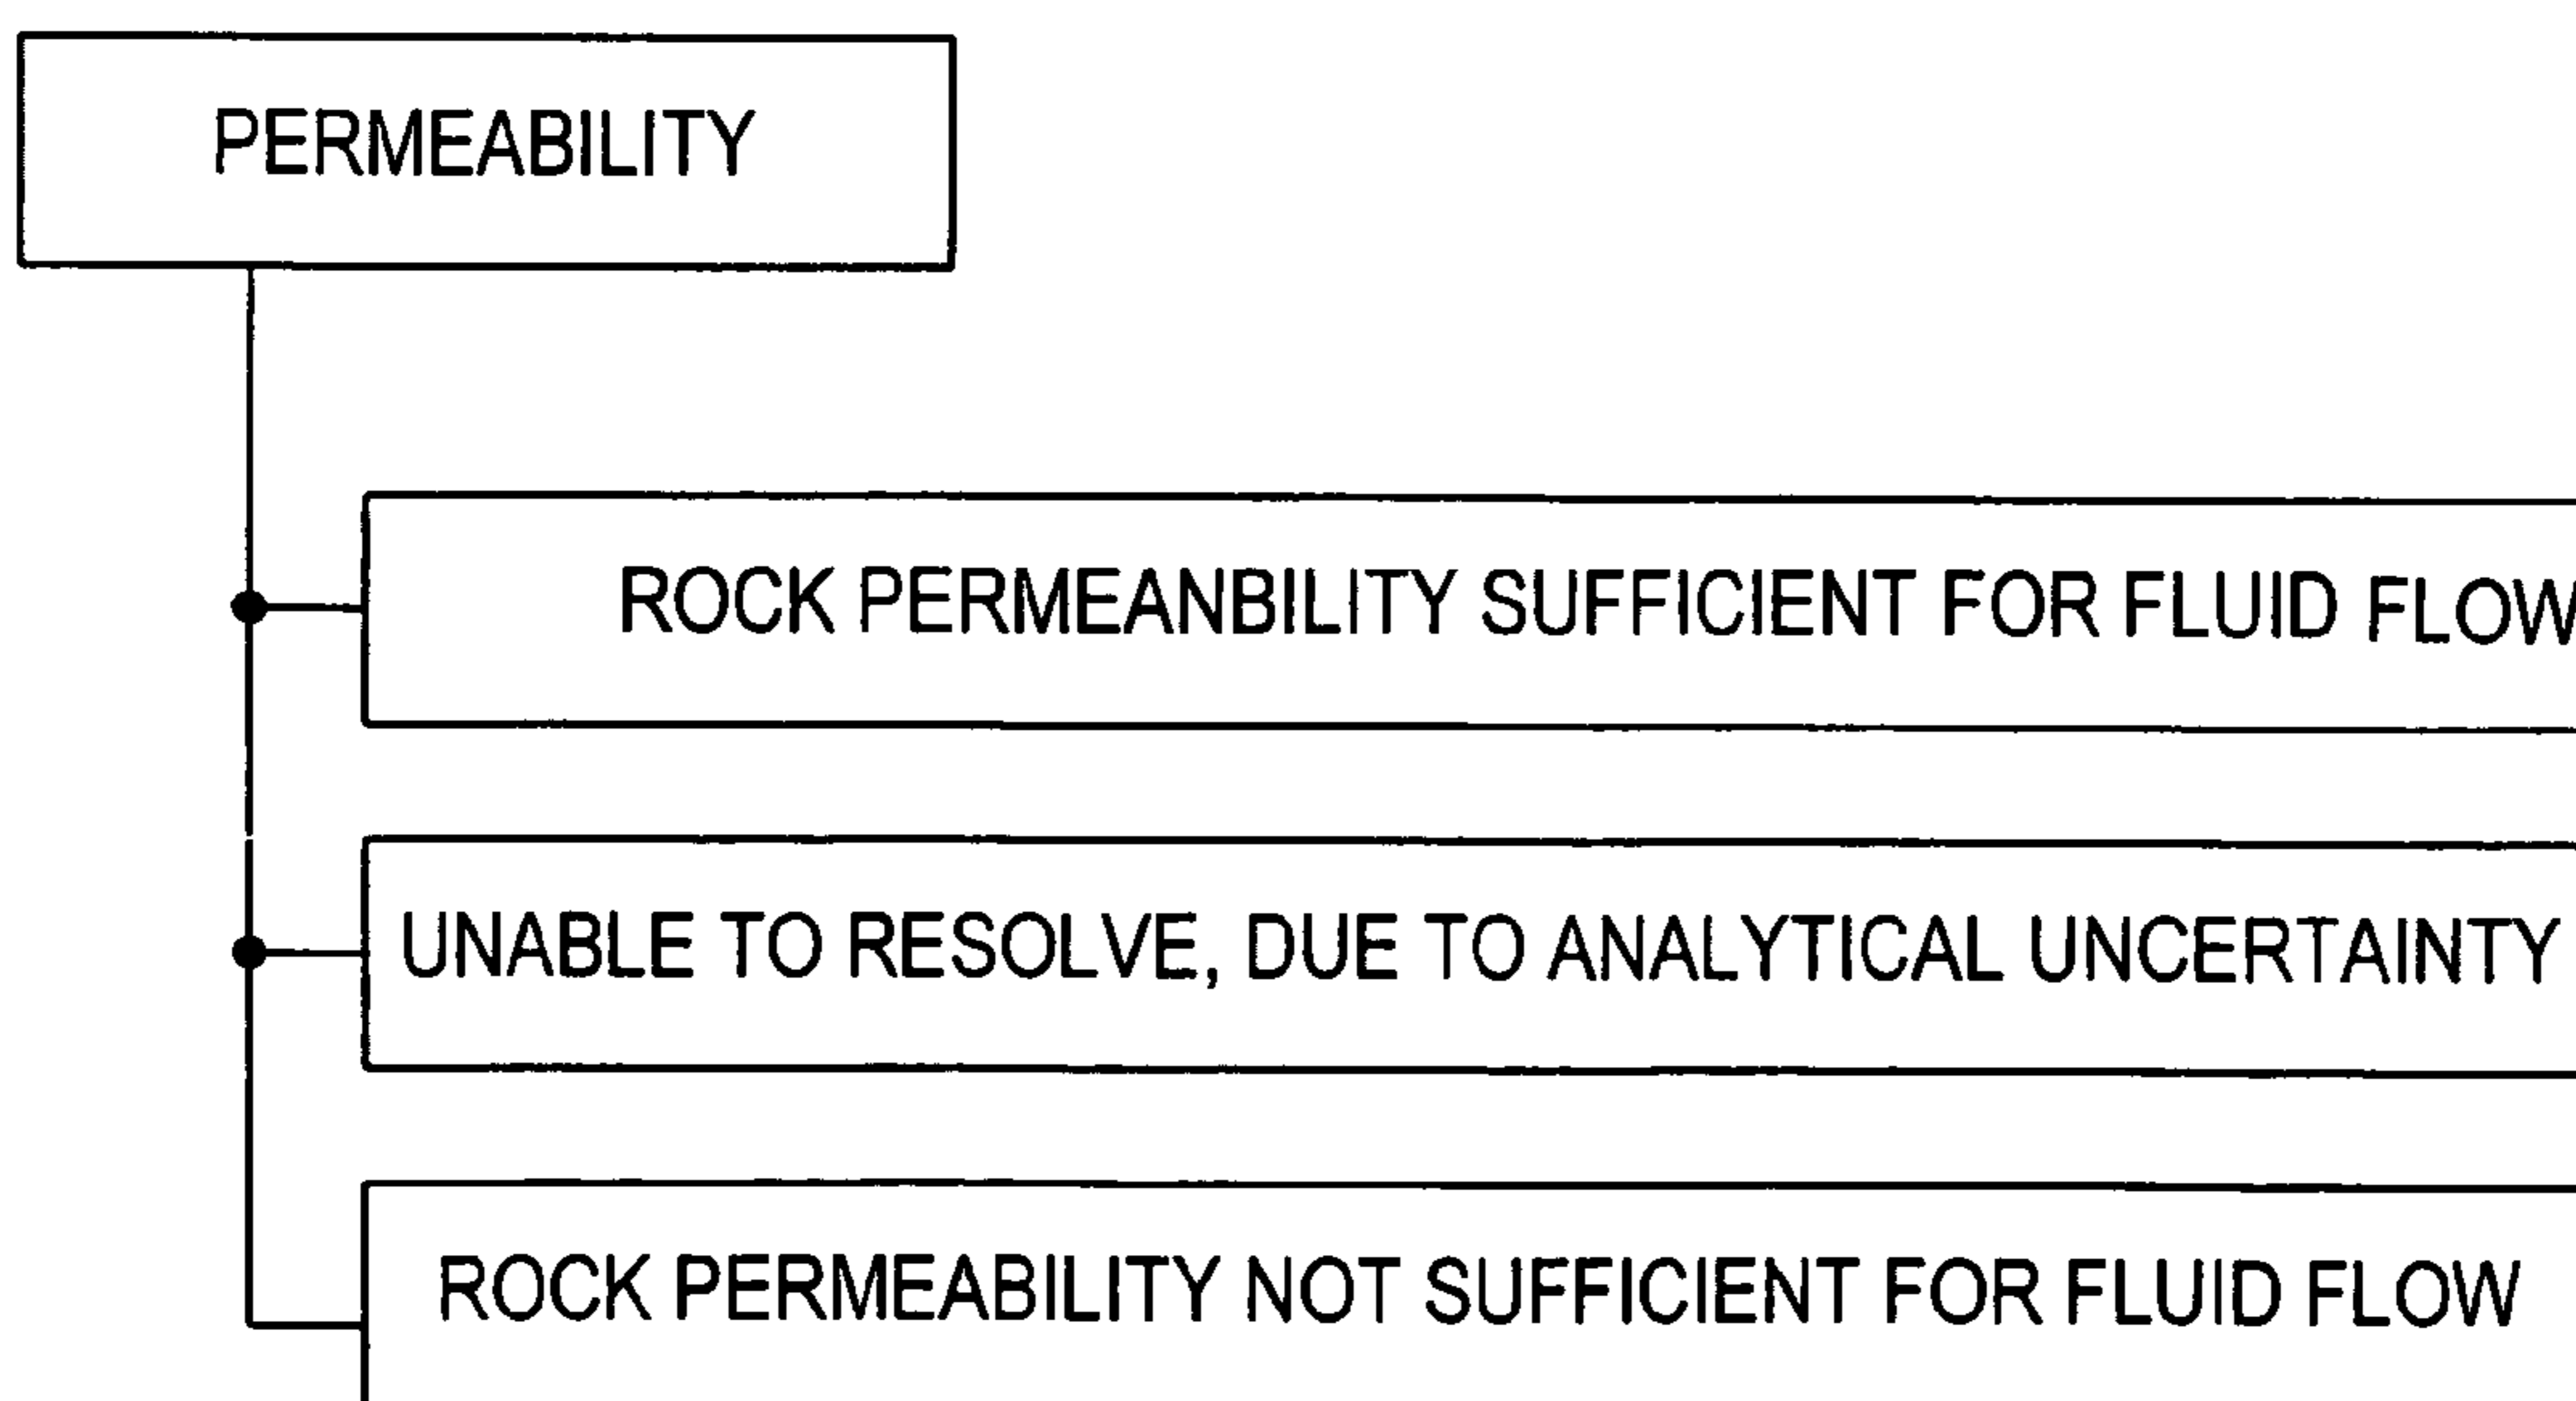 PERMEABILITY
ROCK PERMEANBILITY SUFFICIENT FOR FLUID FLOW
UNABLE TO RESOLVE, DUE TO ANALYTICAL UNCERTAINTY
ROCK PERMEABILITY NOT SUFFICIENT FOR FLUID FLOW